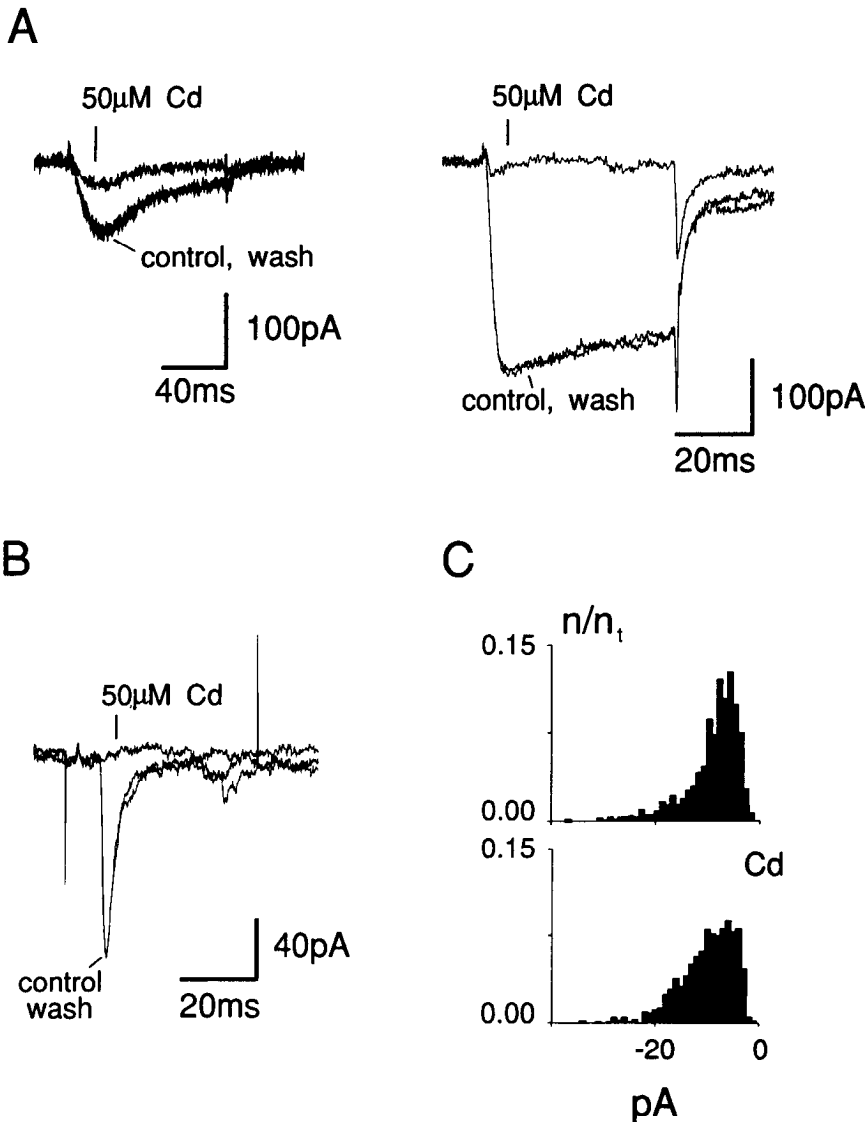 A
50µM Cd
control, wash
100pA
40ms
50µM Cd
control, wash
100pA
20ms
B
50µM Cd
control
wash
40pA
20ms
C
n/nt
0.15
0.00
0.15
Cd
0.00
-20 0
pA